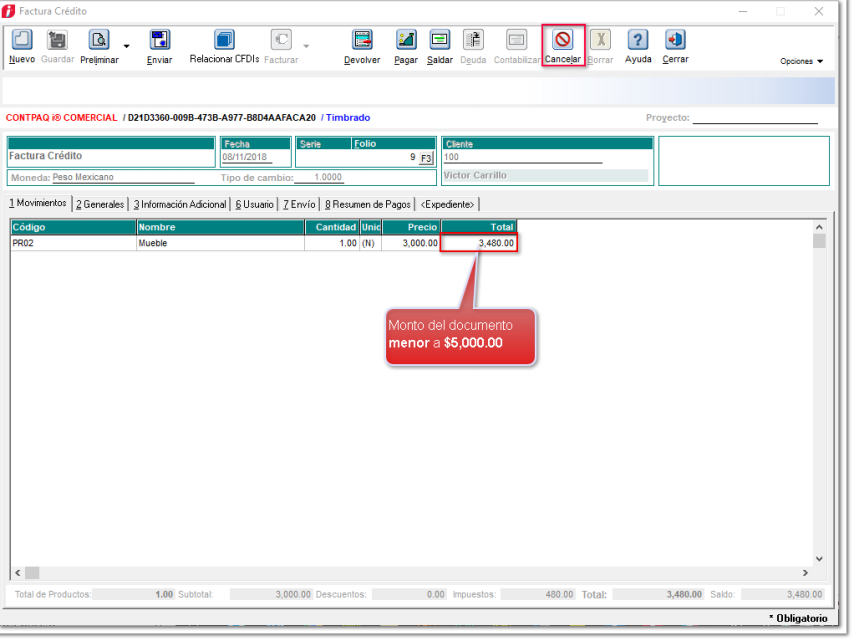 Factura Crédito
Nuevo Guardar Preliminar Enviar Relacionar CFDIs Facturar Devolver Pagar Saldar Deuda Contabilizar Cancelar Borrar Ayuda Cerrar Opciones
CONTPAQ i® COMERCIAL / D21D3360-009B-473B-A977-B8D4AAFACA20 / Timbrado Proyecto:
Fecha Serie Folio Cliente
Factura Crédito 08/11/2018 9 F3 100
Moneda: Peso Mexicano Tipo de cambio: 1.0000 Victor Carrillo
1 Movimientos 2 Generales 3 Información Adicional 6 Usuario 7 Envío 8 Resumen de Pagos <Expediente>
Código Nombre Cantidad Unic Precio Total
PR02 Mueble 1.00 (N) 3,000.00 3,480.00
Monto del documento
menor a $5,000.00
Total de Productos: 1.00 Subtotal: 3,000.00 Descuentos: 0.00 Impuestos: 480.00 Total: 3,480.00 Saldo: 3,480.00
* Obligatorio